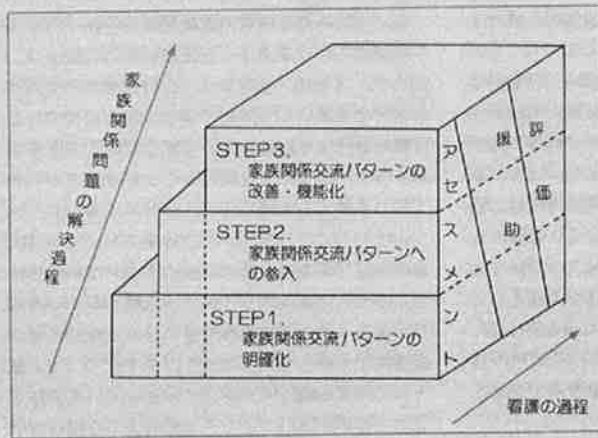 家族関係問題の解決過程
STEP3.
家族関係交流パターンの
改善・機能化
STEP2.
家族関係交流パターンへ
の参入
STEP1.
家族関係交流パターンの
明確化
アセスメント
援助
評価
看護の過程